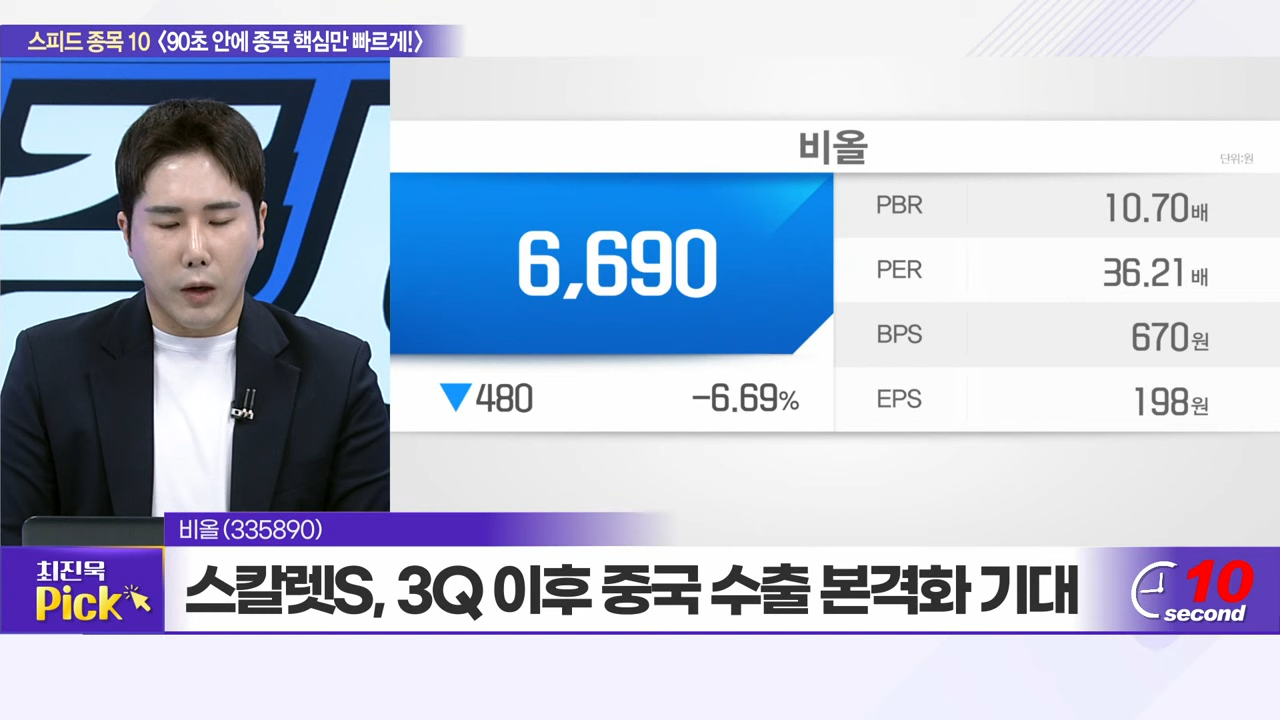 스피드 종목 10 〈90초 안에 종목 핵심만 빠르게!〉
비올
단위:원
6,690
▼480 -6.69%
PBR 10.70배
PER 36.21배
BPS 670원
EPS 198원
비올(335890)
최진욱
Pick
스칼렛S, 3Q 이후 중국 수출 본격화 기대
10
second